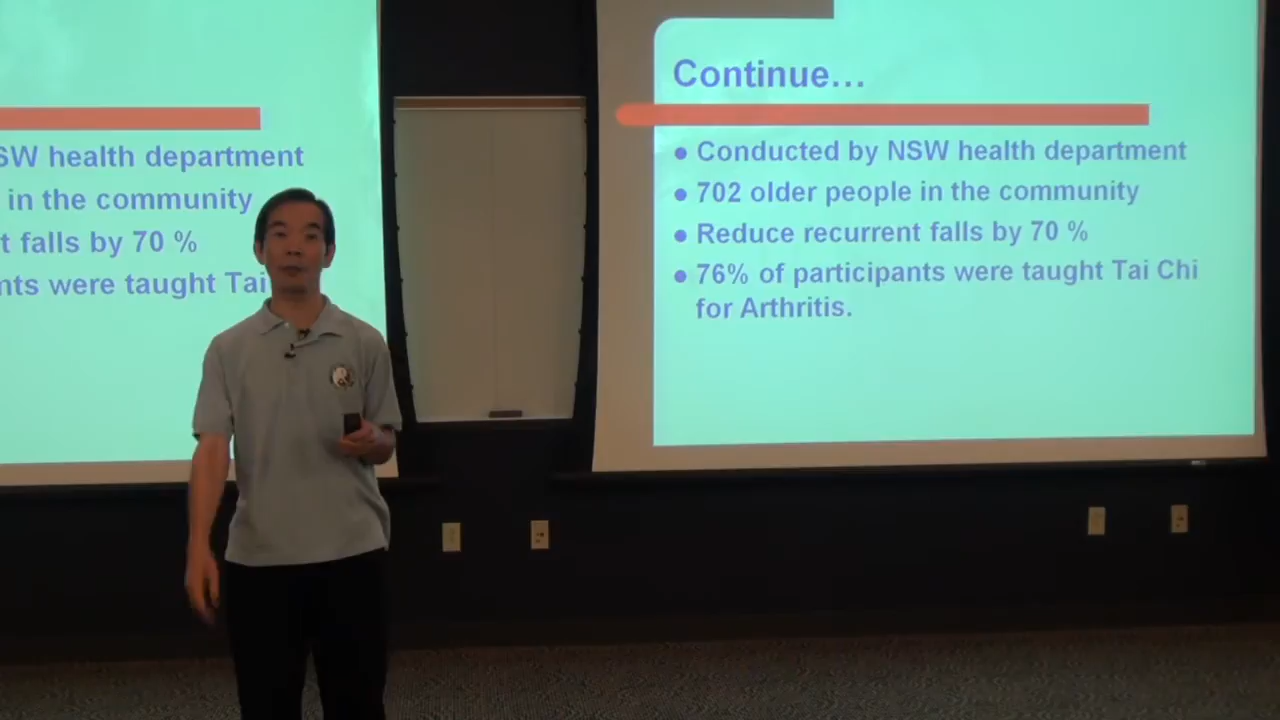 SW health department
in the community
t falls by 70 %
nts were taught Tai
Continue...
● Conducted by NSW health department
● 702 older people in the community
● Reduce recurrent falls by 70 %
● 76% of participants were taught Tai Chi
for Arthritis.